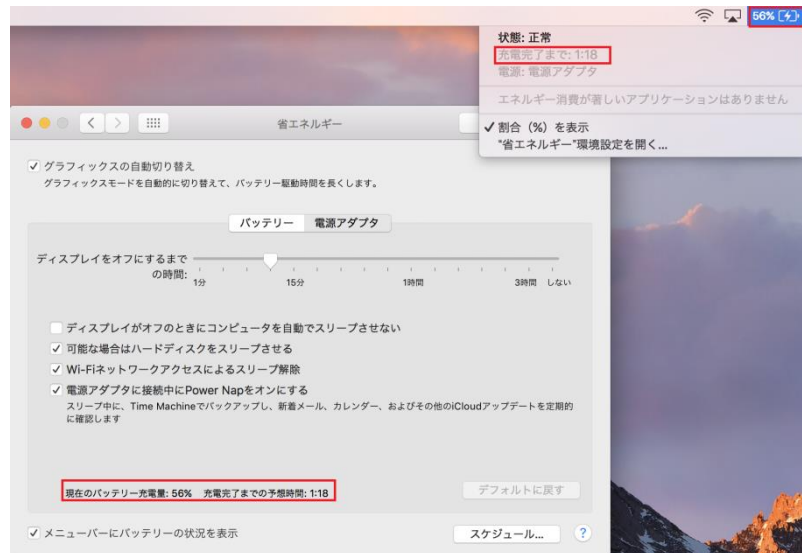 56%
状態: 正常
充電完了まで: 1:18
電源: 電源アダプタ
エネルギー消費が著しいアプリケーションはありません
✓ 割合（%）を表示
"省エネルギー"環境設定を開く...
省エネルギー
グラフィックスの自動切り替え
グラフィックスモードを自動的に切り替えて、バッテリー駆動時間を長くします。
バッテリー 電源アダプタ
ディスプレイをオフにするまで
の時間:
1分 15分 1時間 3時間 しない
ディスプレイがオフのときにコンピュータを自動でスリープさせない
可能な場合はハードディスクをスリープさせる
Wi-Fiネットワークアクセスによるスリープ解除
電源アダプタに接続中にPower Napをオンにする
スリープ中に、Time Machineでバックアップし、新着メール、カレンダー、およびその他のiCloudアップデートを定期的
に確認します
現在のバッテリー充電量: 56% 充電完了までの予想時間: 1:18
デフォルトに戻す
メニューバーにバッテリーの状況を表示
スケジュール... ?